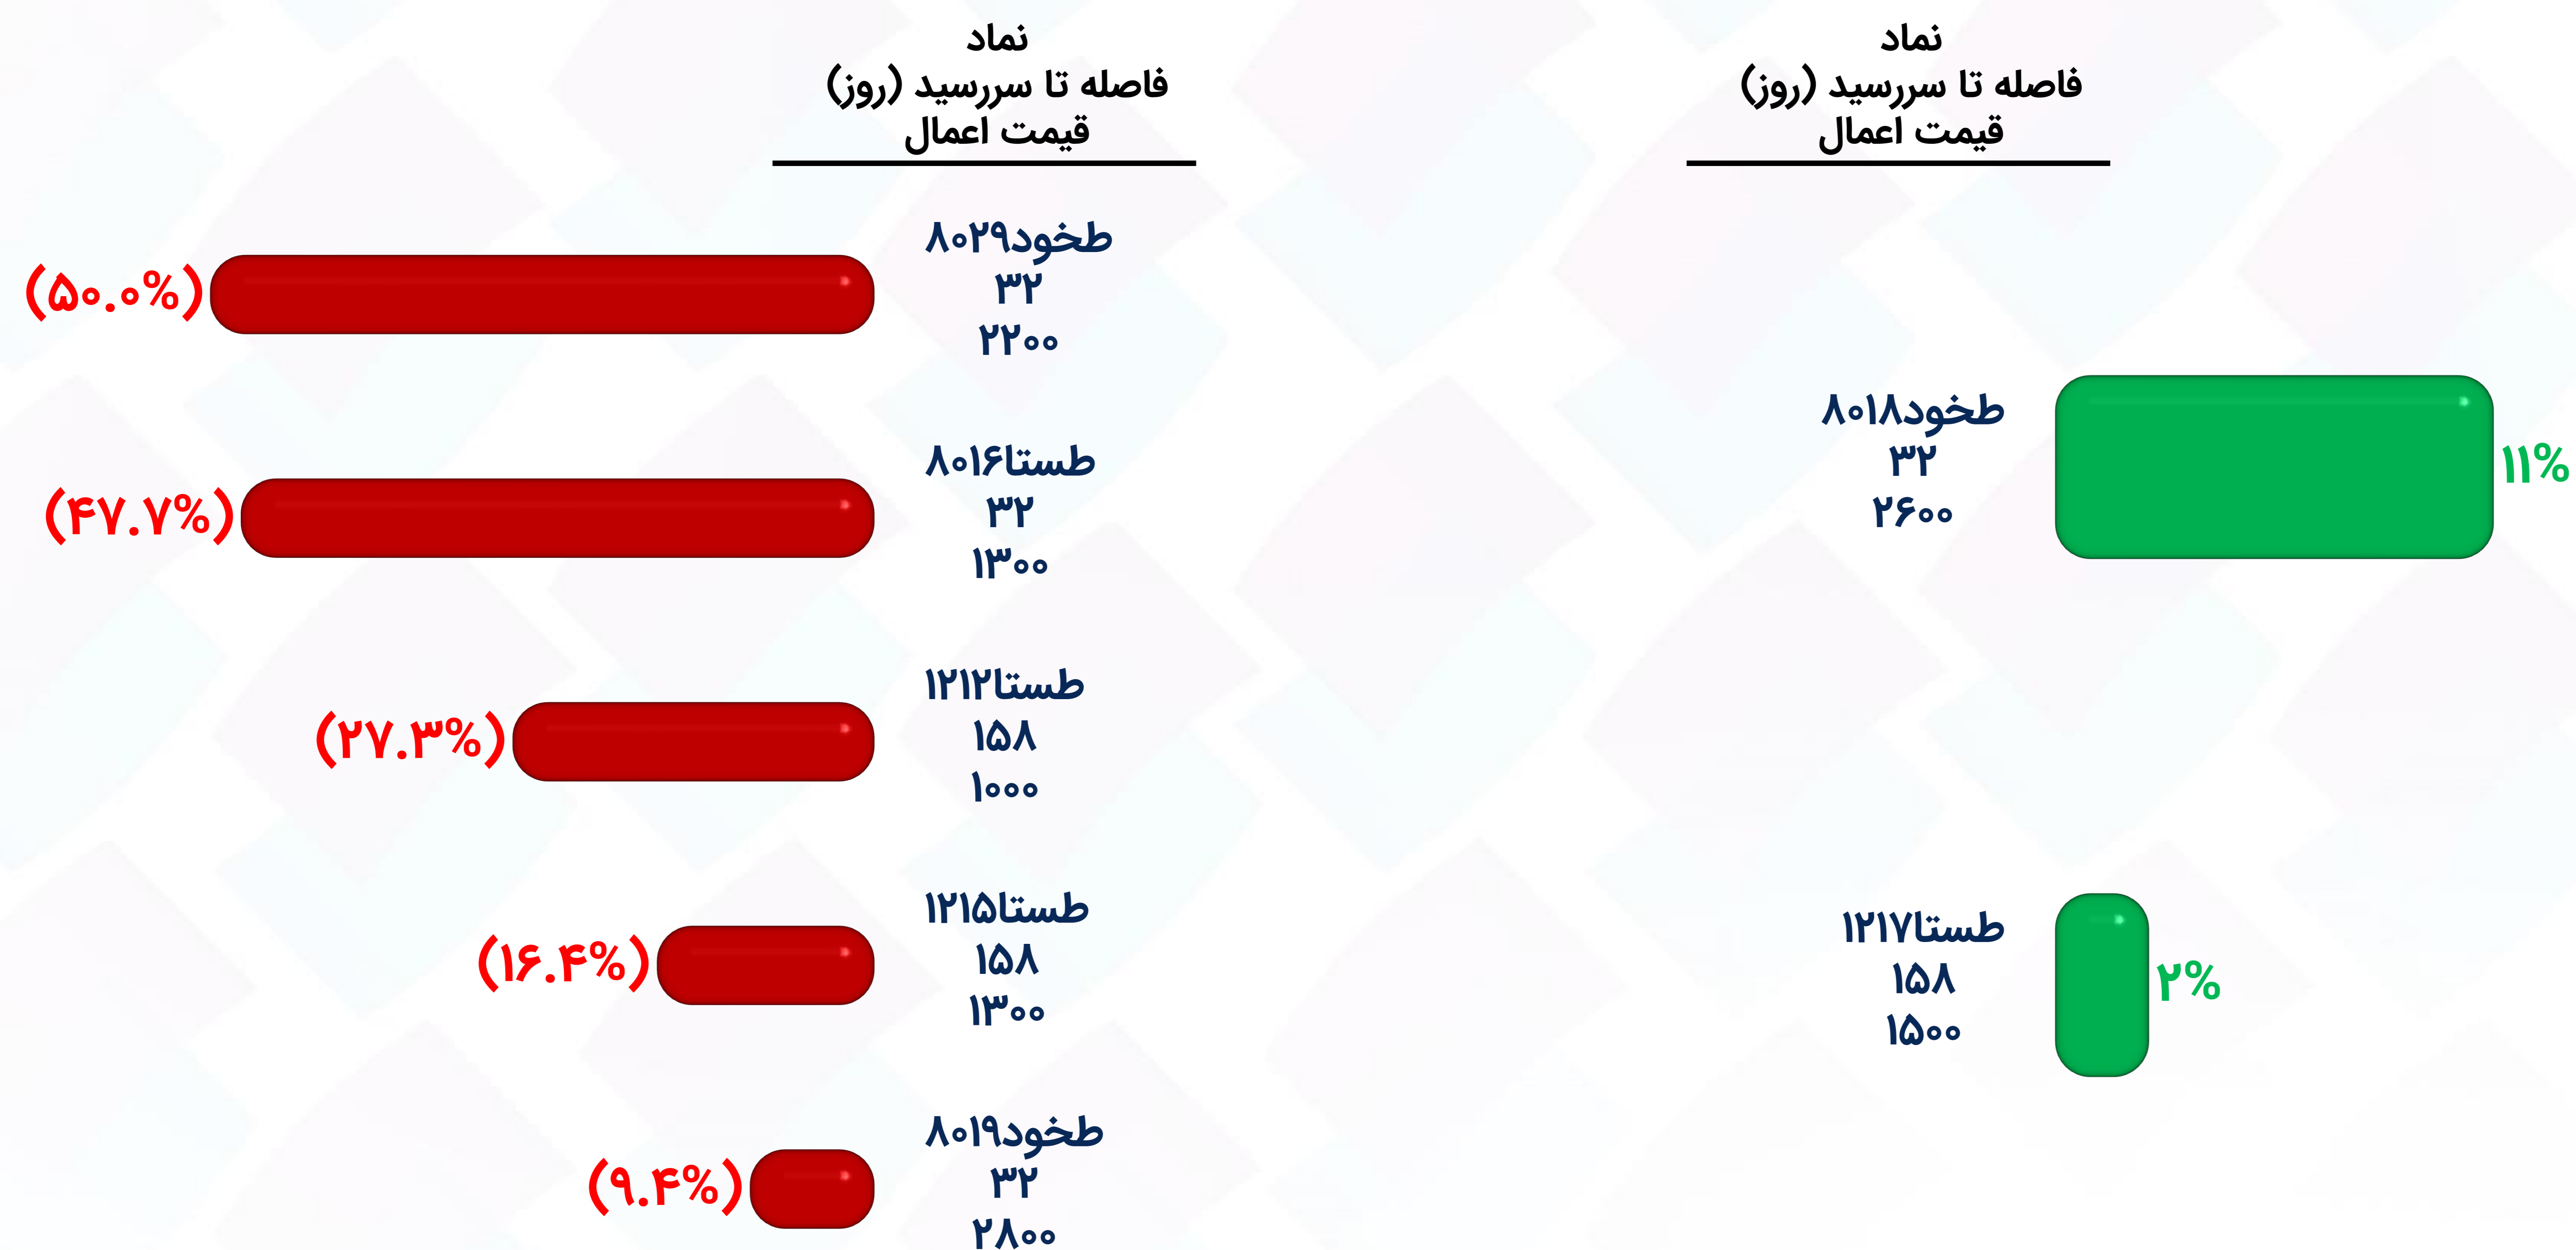 نماد
فاصله تا سررسید (روز)
قیمت اعمال
طخود۸۰۱۸
۳۲
۲۶۰۰
۱۱%
طستا۱۲۱۷
۱۵۸
۱۵۰۰
۲%
نماد
فاصله تا سررسید (روز)
قیمت اعمال
طخود۸۰۲۹
۳۲
۲۲۰۰
(۵۰.۰%)
طستا۸۰۱۶
۳۲
۱۳۰۰
(۴۷.۷%)
طستا۱۲۱۲
۱۵۸
۱۰۰۰
(۲۷.۳%)
طستا۱۲۱۵
۱۵۸
۱۳۰۰
(۱۶.۴%)
طخود۸۰۱۹
۳۲
۲۸۰۰
(۹.۴%)